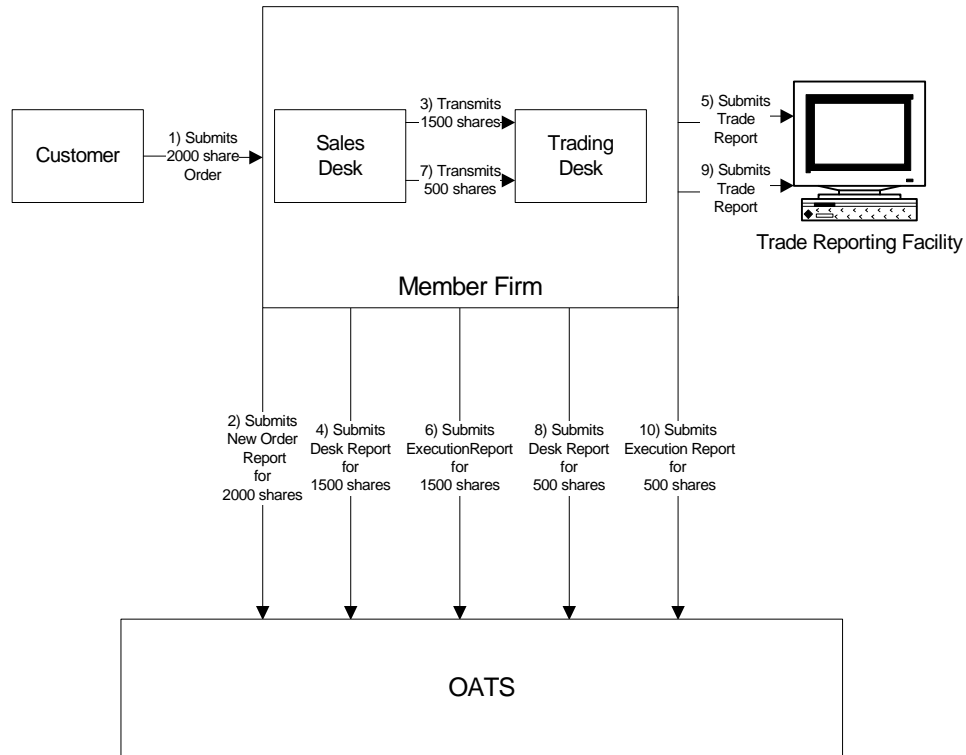 Customer
1) Submits
2000 share
Order
Sales
Desk
3) Transmits
1500 shares
7) Transmits
500 shares
Trading
Desk
Member Firm
5) Submits
Trade
Report
9) Submits
Trade
Report
Trade Reporting Facility
2) Submits
New Order
Report
for
2000 shares
4) Submits
Desk Report
for
1500 shares
6) Submits
ExecutionReport
for
1500 shares
8) Submits
Desk Report
for
500 shares
10) Submits
Execution Report
for
500 shares
OATS